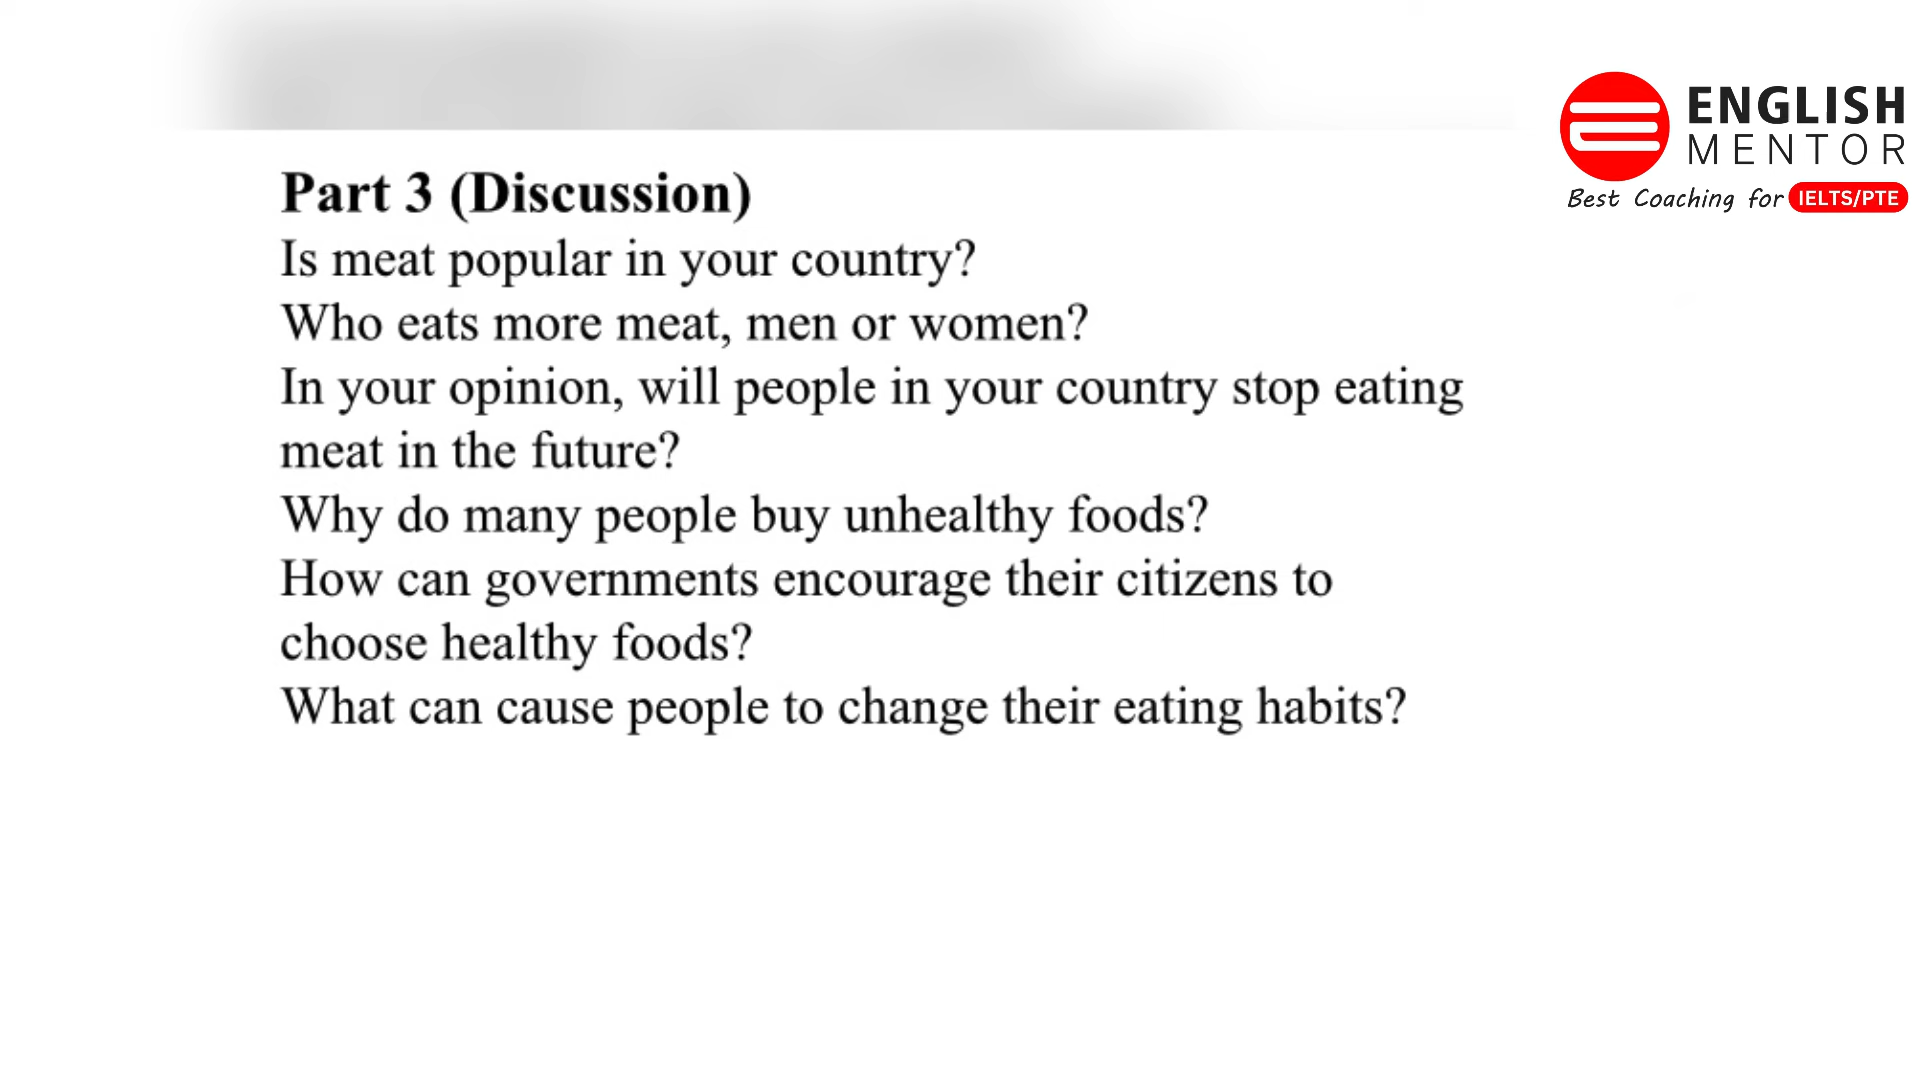 ENGLISH
MENTOR
Best Coaching for IELTS/PTE
Part 3 (Discussion)
Is meat popular in your country?
Who eats more meat, men or women?
In your opinion, will people in your country stop eating
meat in the future?
Why do many people buy unhealthy foods?
How can governments encourage their citizens to
choose healthy foods?
What can cause people to change their eating habits?